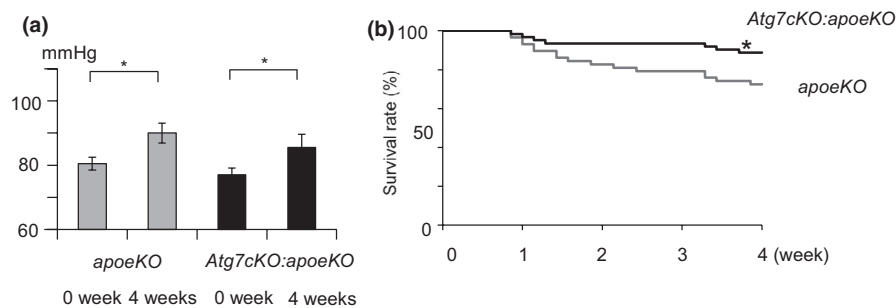 (a)
mmHg
100
80
60
*
*
apoeKO
Atg7cKO:apoeKO
0 week
4 weeks
0 week
4 weeks
(b)
Survival rate (%)
100
50
0
0
1
2
3
4 (week)
Atg7cKO:apoeKO
*
apoeKO